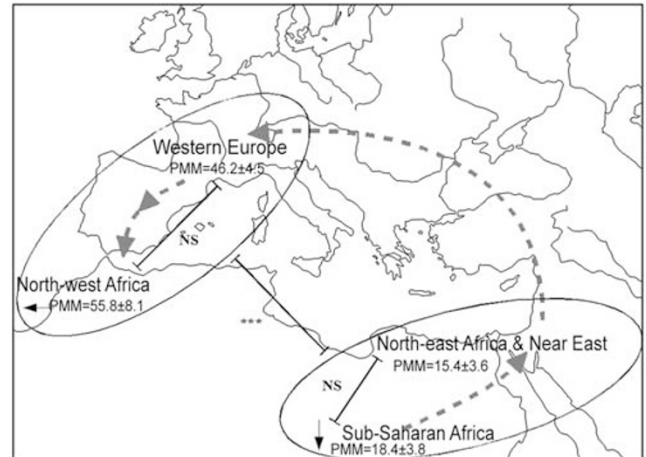 Western Europe
PMM=46.2±4.5
NS
North-west Africa
PMM=55.8±8.1
***
North-east Africa & Near East
PMM=15.4±3.6
NS
Sub-Saharan Africa
PMM=18.4±3.8